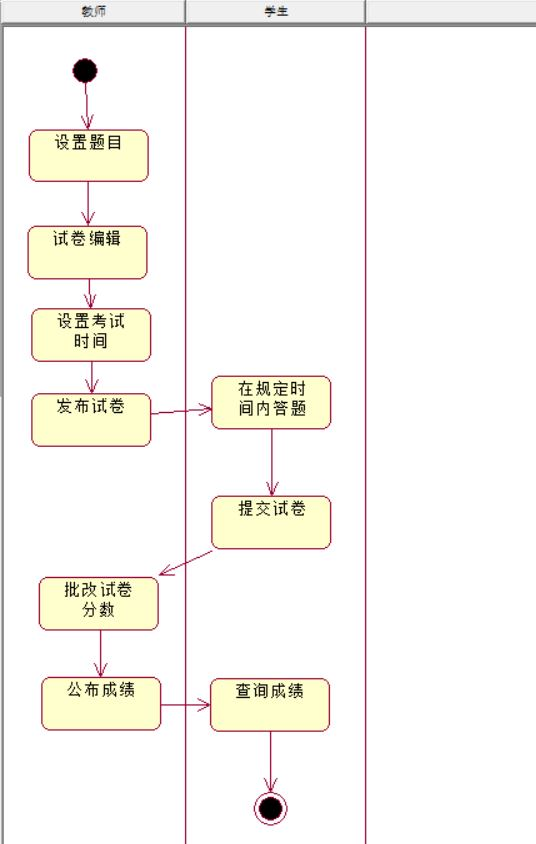 教师
学生
设置题目
试卷编辑
设置考试
时间
发布试卷
在规定时
间内答题
提交试卷
批改试卷
分数
公布成绩
查询成绩